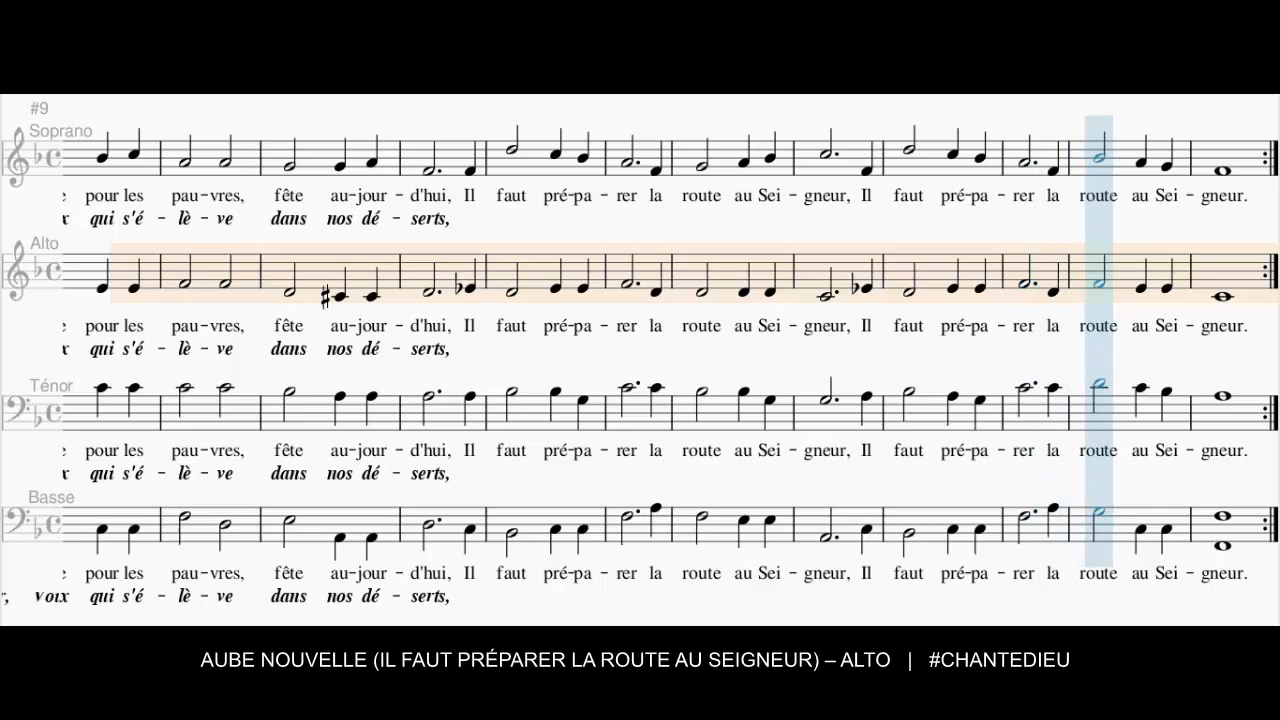 #9
Soprano
pour les pau-vres, fête au-jour-d'hui, Il faut pré-pa-rer la route au Sei-gneur, Il faut pré-pa-rer la route au Sei-gneur.
qui s'é-lè-ve dans nos dé-serts,
Alto
pour les pau-vres, fête au-jour-d'hui, Il faut pré-pa-rer la route au Sei-gneur, Il faut pré-pa-rer la route au Sei-gneur.
qui s'é-lè-ve dans nos dé-serts,
Ténor
pour les pau-vres, fête au-jour-d'hui, Il faut pré-pa-rer la route au Sei-gneur, Il faut pré-pa-rer la route au Sei-gneur.
qui s'é-lè-ve dans nos dé-serts,
Basse
pour les pau-vres, fête au-jour-d'hui, Il faut pré-pa-rer la route au Sei-gneur, Il faut pré-pa-rer la route au Sei-gneur.
voix qui s'é-lè-ve dans nos dé-serts,
AUBE NOUVELLE (IL FAUT PRÉPARER LA ROUTE AU SEIGNEUR) – ALTO | #CHANTEDIEU